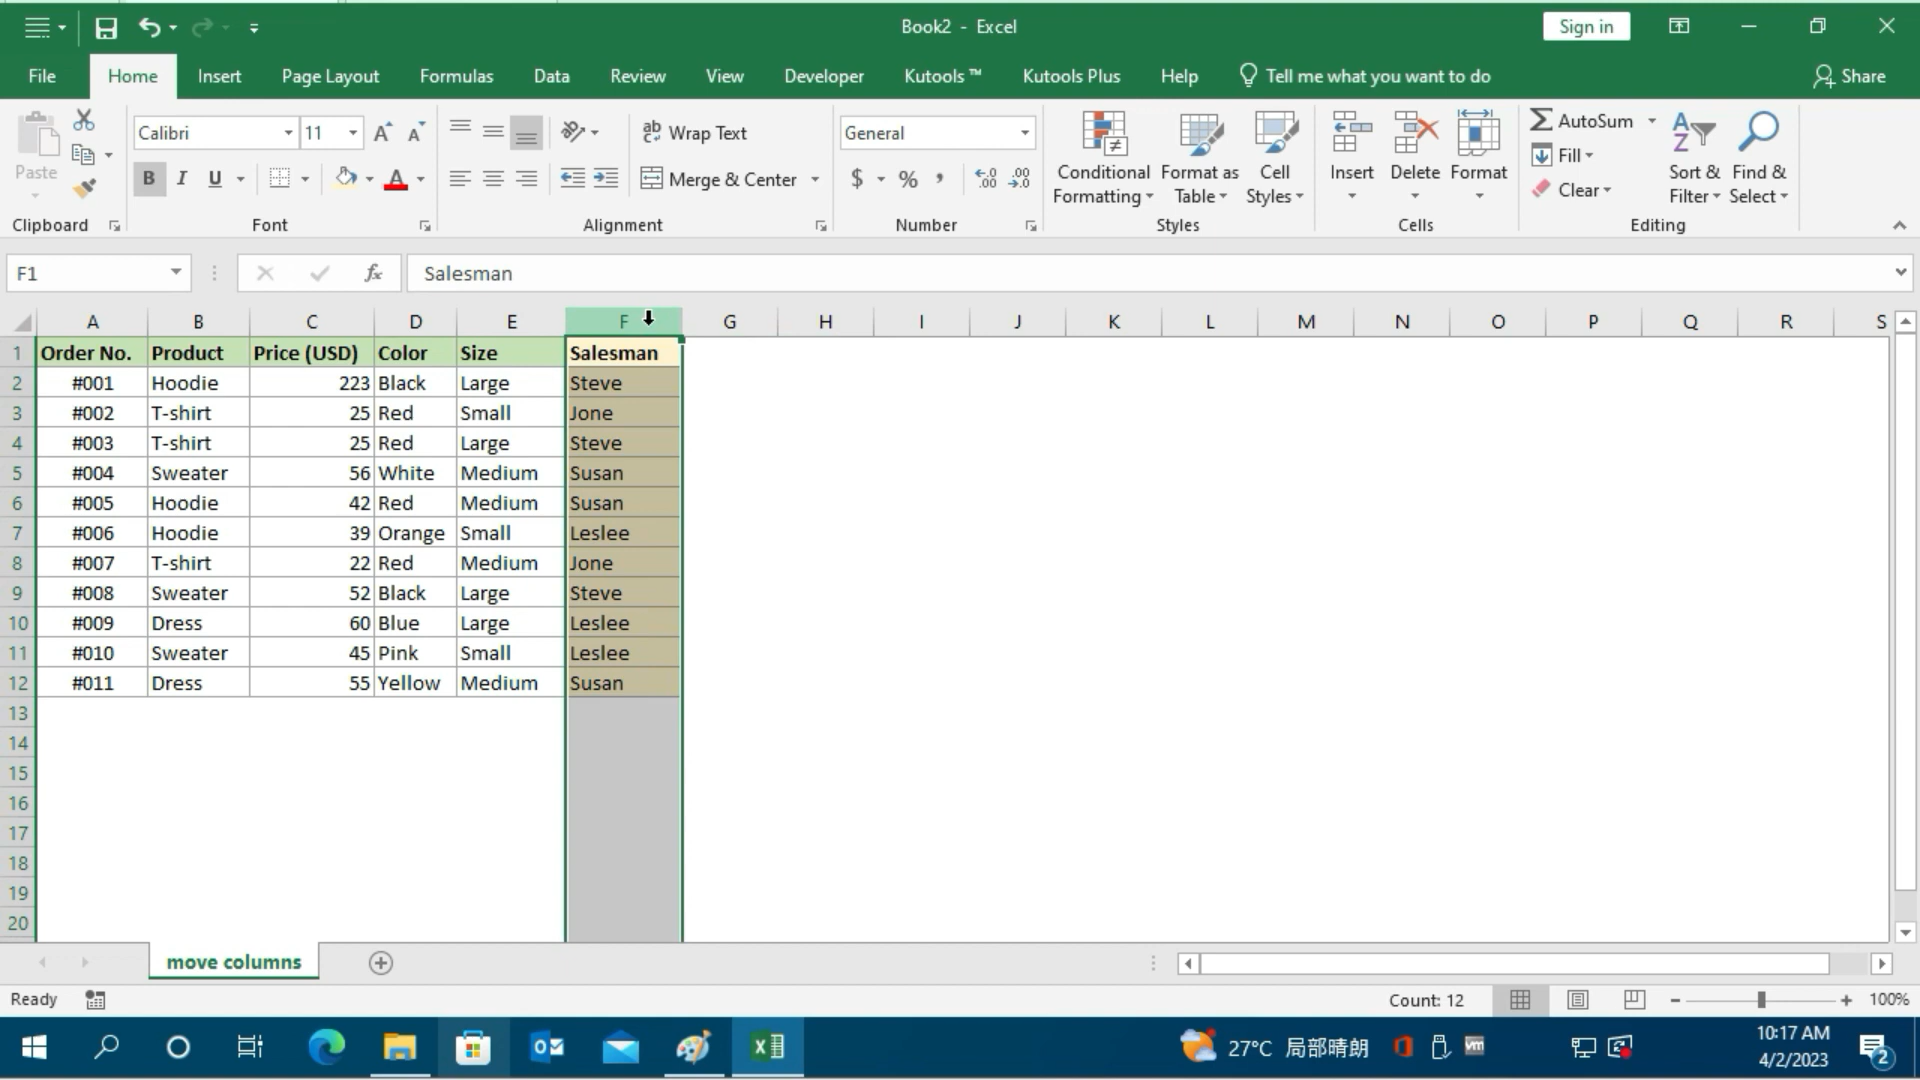 Book2 - Excel
Sign in
File Home Insert Page Layout Formulas Data Review View Developer Kutools ™ Kutools Plus Help Tell me what you want to do Share
Calibri 11 A A ab Wrap Text General AutoSum
Paste Conditional Format as Cell Insert Delete Format Fill Sort & Find &
B I U A Merge & Center $ % , Formatting Table Styles Clear Filter Select
Clipboard Font Alignment Number Styles Cells Editing
F1 fx Salesman
A B C D E F G H I J K L M N O P Q R S
1 Order No. Product Price (USD) Color Size Salesman
2 #001 Hoodie 223 Black Large Steve
3 #002 T-shirt 25 Red Small Jone
4 #003 T-shirt 25 Red Large Steve
5 #004 Sweater 56 White Medium Susan
6 #005 Hoodie 42 Red Medium Susan
7 #006 Hoodie 39 Orange Small Leslee
8 #007 T-shirt 22 Red Medium Jone
9 #008 Sweater 52 Black Large Steve
10 #009 Dress 60 Blue Large Leslee
11 #010 Sweater 45 Pink Small Leslee
12 #011 Dress 55 Yellow Medium Susan
13
14
15
16
17
18
19
20
move columns
Ready Count: 12 100%
27°C 局部晴朗 10:17 AM
4/2/2023 2